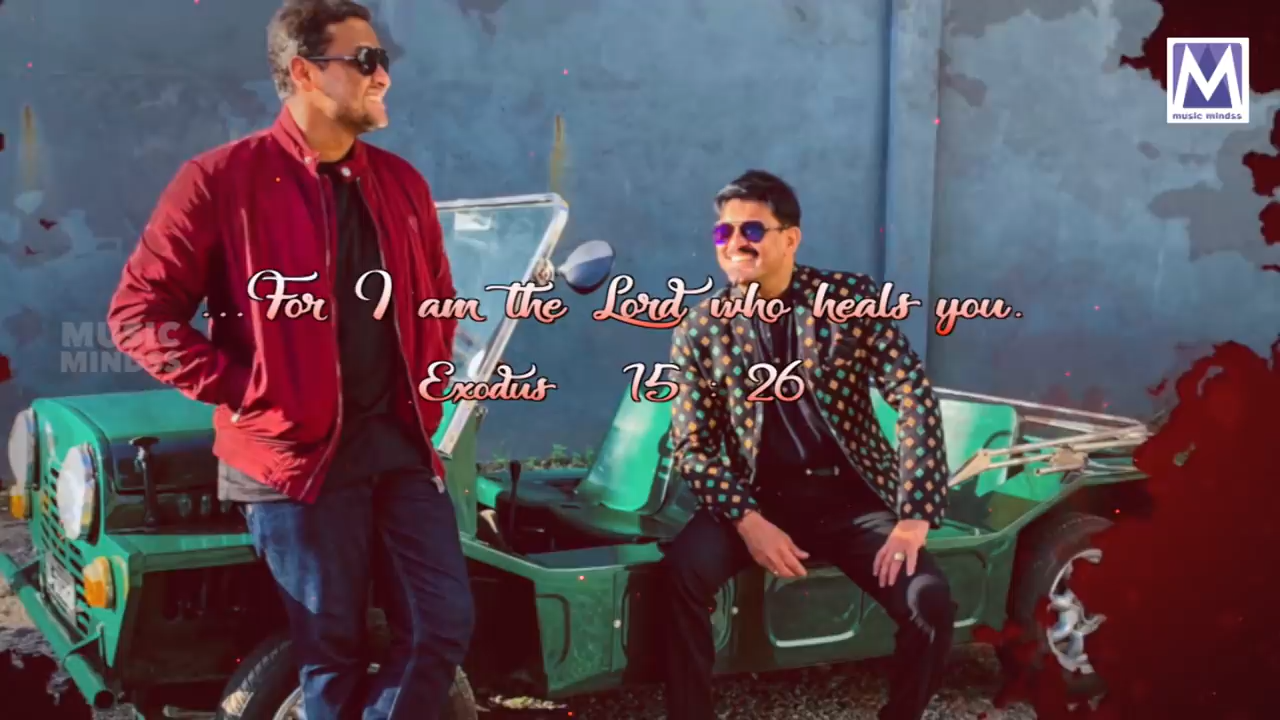 M
music mindss
...For I am the Lord who heals you.
MUSIC
MINDSS
Exodus 15 : 26